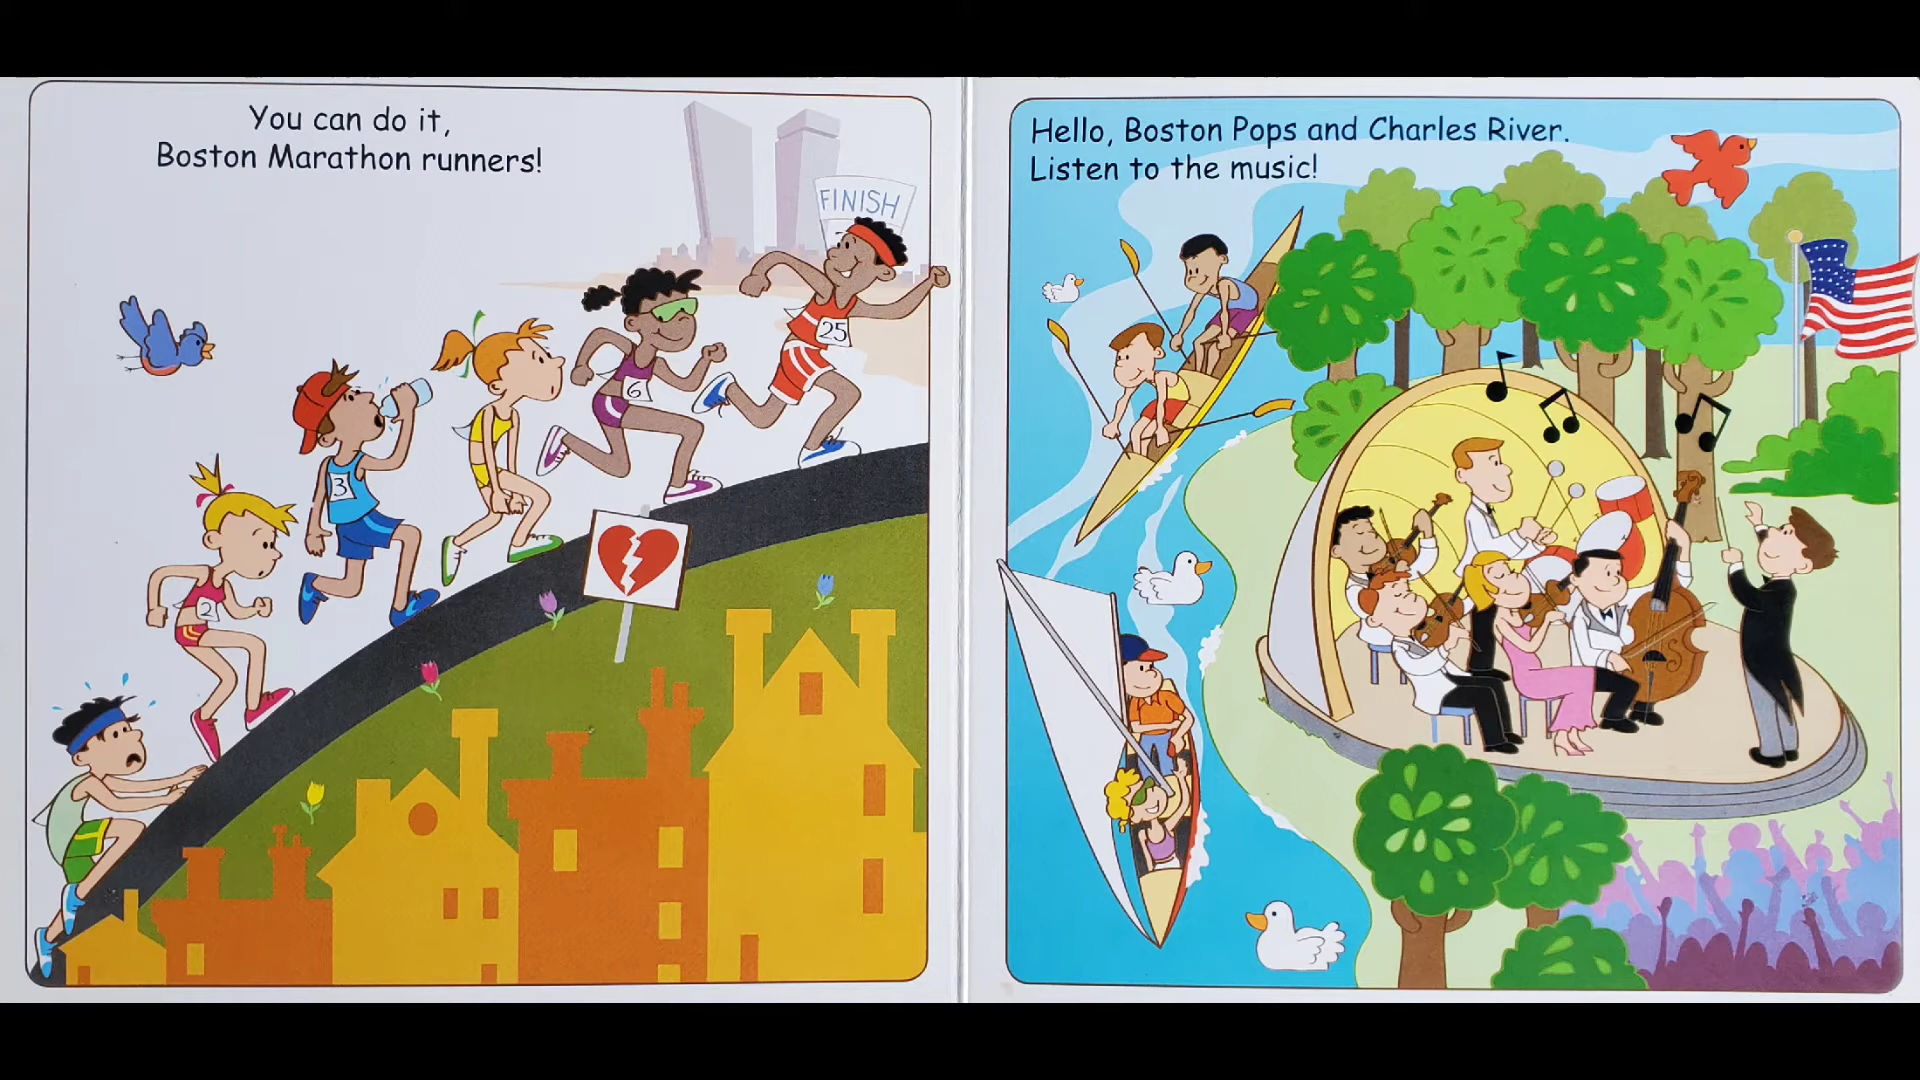 You can do it,
Boston Marathon runners!
FINISH
25
6
3
2
Hello, Boston Pops and Charles River.
Listen to the music!